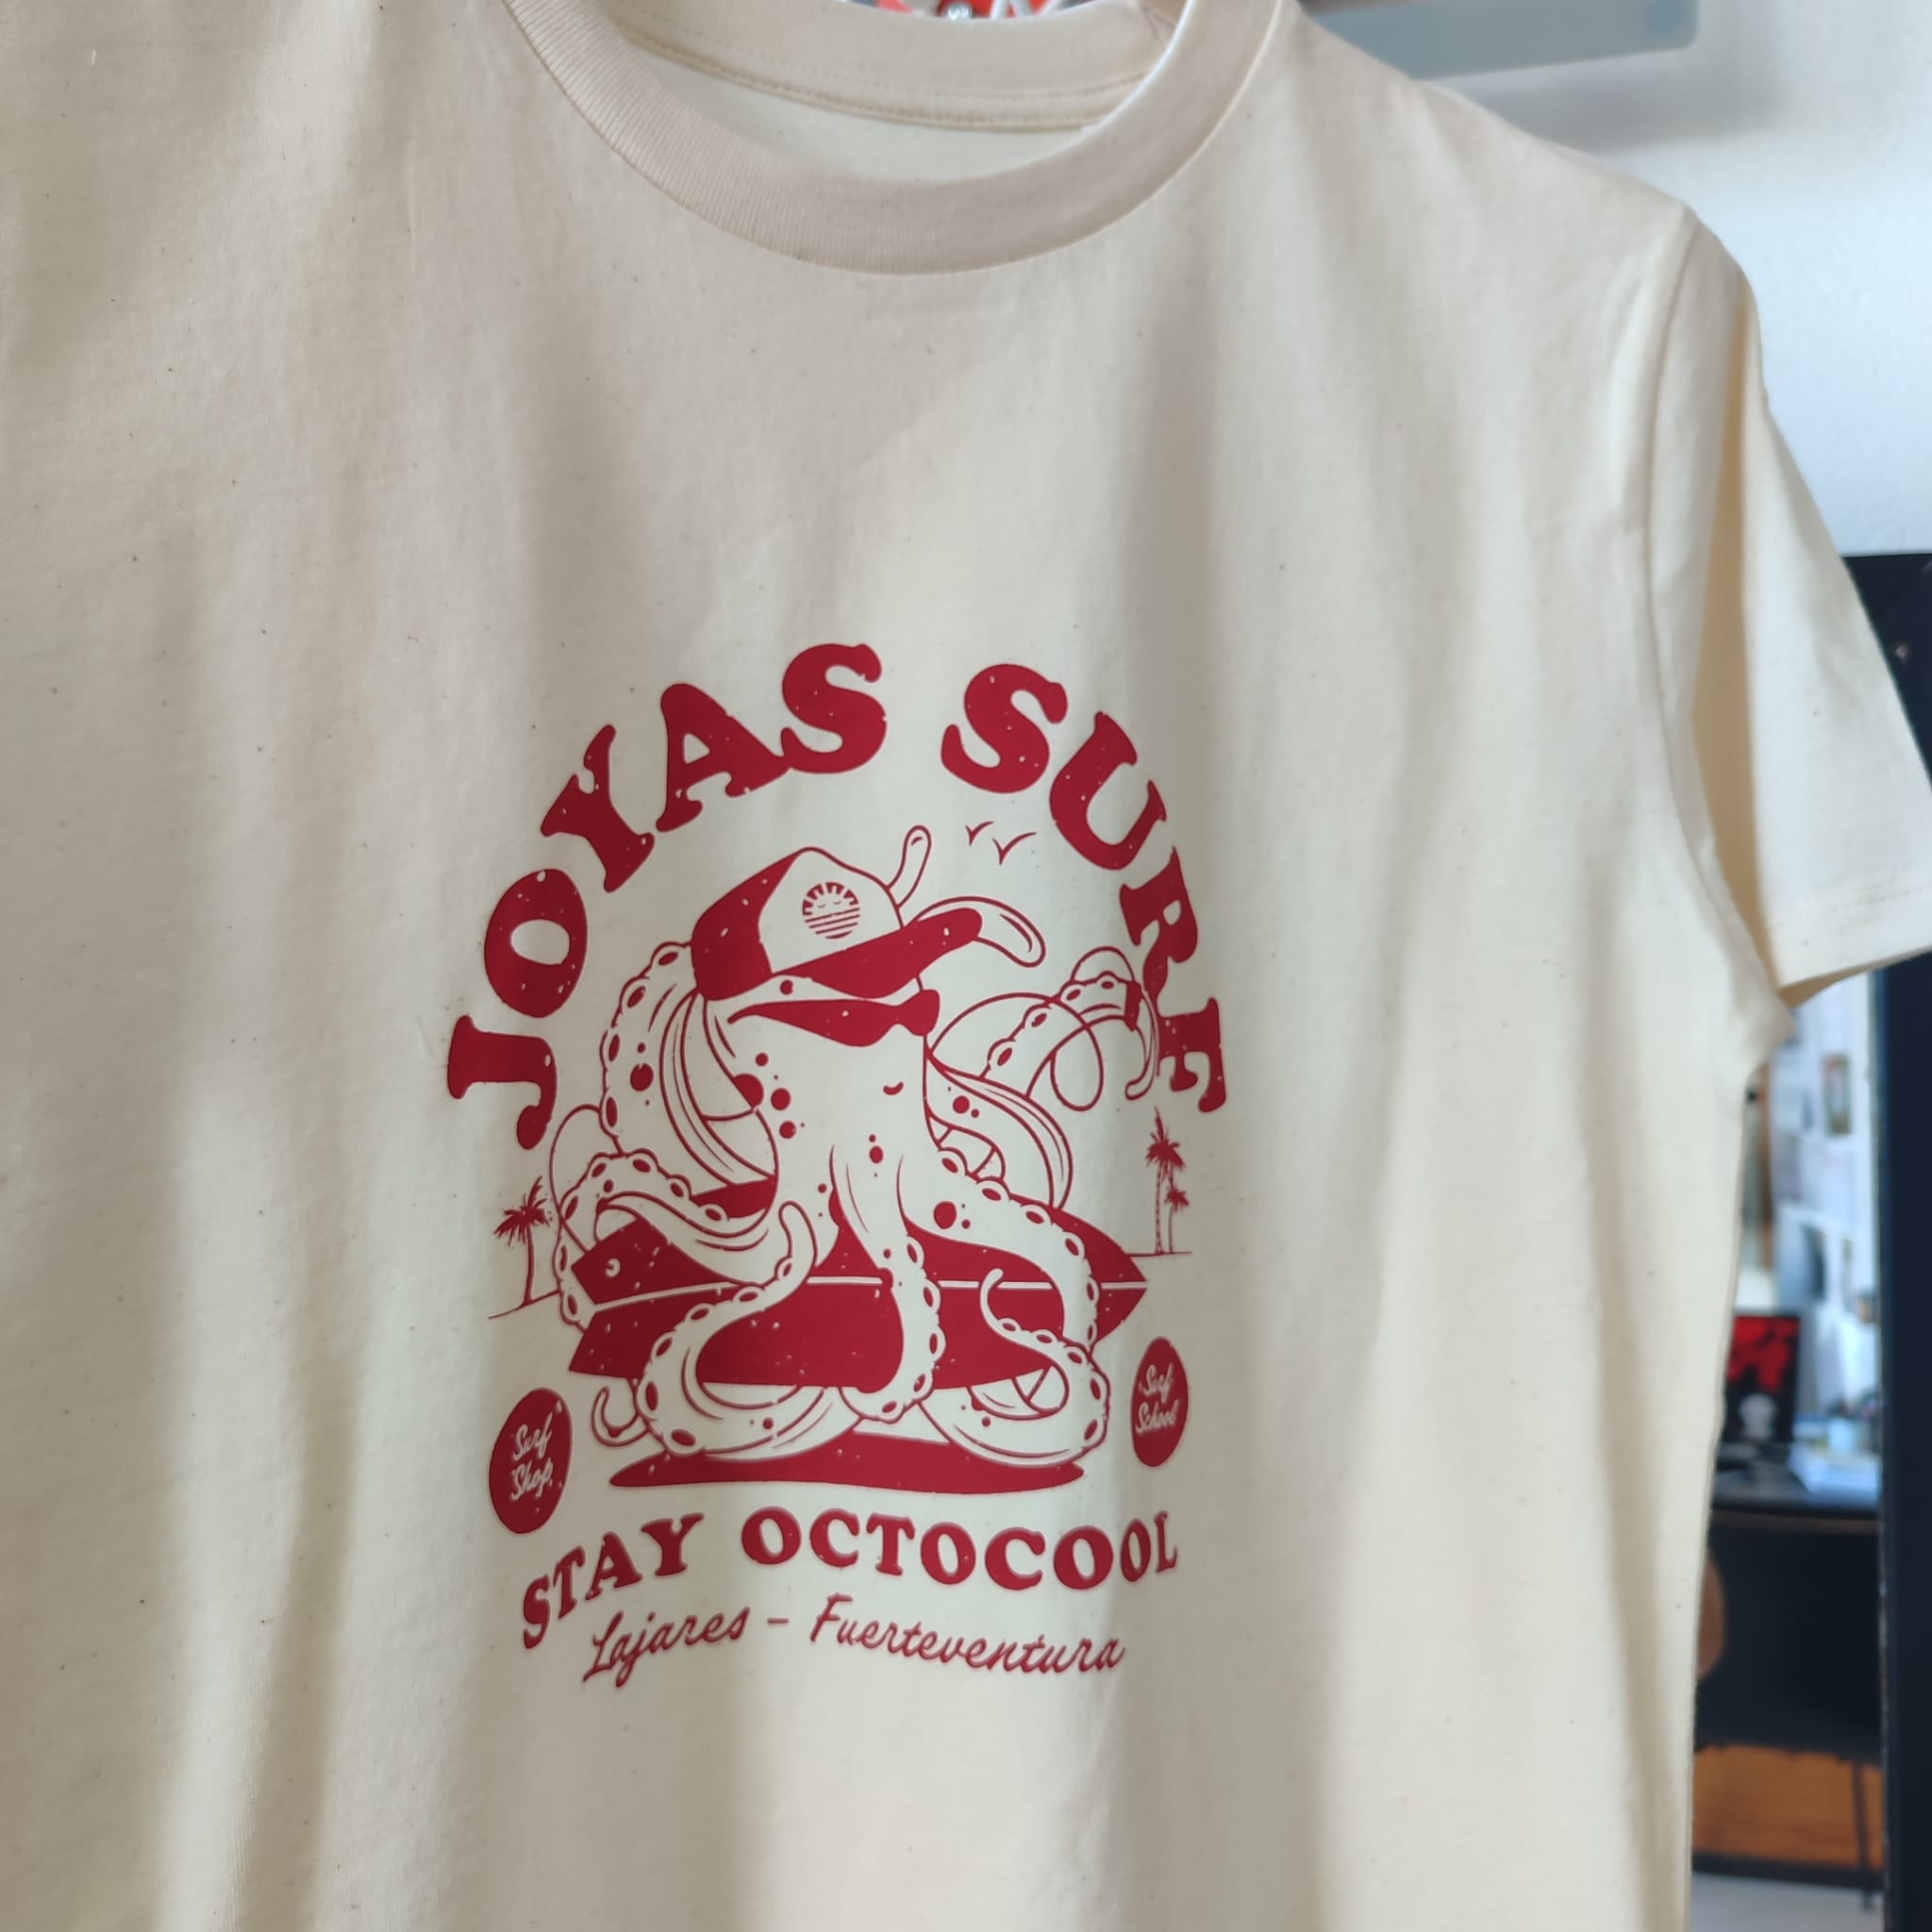 JOYAS SURF
Surf
Shop
Surf
School
STAY OCTOCOOL
Lajares - Fuerteventura